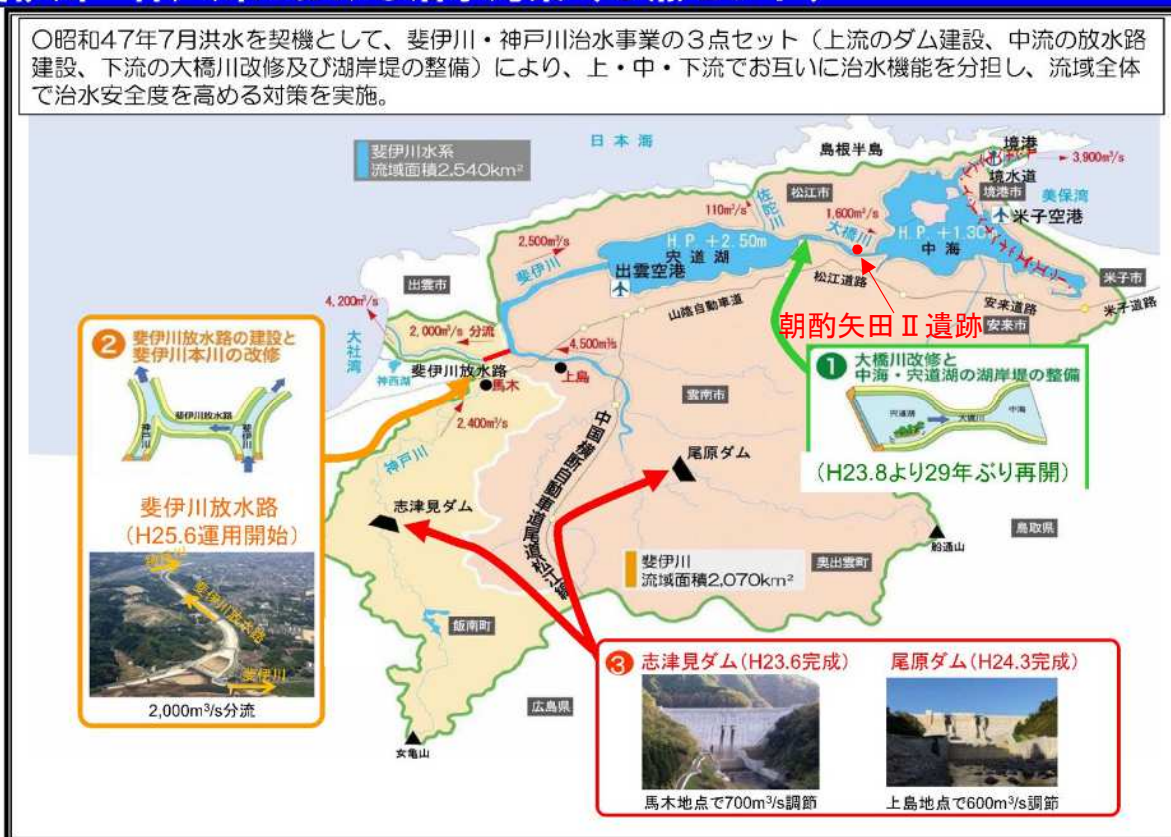 〇昭和47年7月洪水を契機として、斐伊川・神戸川治水事業の3点セット（上流のダム建設、中流の放水路
建設、下流の大橋川改修及び湖岸堤の整備）により、上・中・下流でお互いに治水機能を分担し、流域全体
で治水安全度を高める対策を実施。
斐伊川水系
流域面積2,540km²
日本海
島根半島
境港
3,900m³/s
境水道
境港市
美保湾
米子空港
松江市
佐陀川
110m³/s
1,600m³/s
大橋川
H.P.+1.30m
中海
2,500m³/s
斐伊川
H.P.+2.50m
宍道湖
出雲空港
松江道路
米子市
安来道路
米子道路
山陰自動車道
安来市
朝酌矢田Ⅱ遺跡
出雲市
4,200m³/s
大社湾
2,000m³/s 分流
神西湖
斐伊川放水路
4,500m³/s
馬木
上島
2,400m³/s
神戸川
雲南市
中国横断自動車道尾道松江線
尾原ダム
志津見ダム
❶ 大橋川改修と
中海・宍道湖の湖岸堤の整備
宍道湖
大橋川
中海
(H23.8より29年ぶり再開)
❷ 斐伊川放水路の建設と
斐伊川本川の改修
斐伊川放水路
神戸川
斐伊川
斐伊川放水路
(H25.6運用開始)
斐伊川放水路
斐伊川
2,000m³/s分流
鳥取県
船通山
奥出雲町
斐伊川
流域面積2,070km²
飯南町
広島県
女亀山
❸ 志津見ダム(H23.6完成)
尾原ダム(H24.3完成)
馬木地点で700m³/s調節
上島地点で600m³/s調節